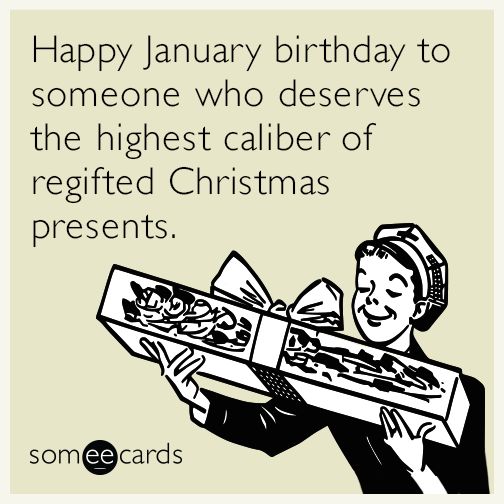 Happy January birthday to
someone who deserves
the highest caliber of
regifted Christmas
presents.
someecards